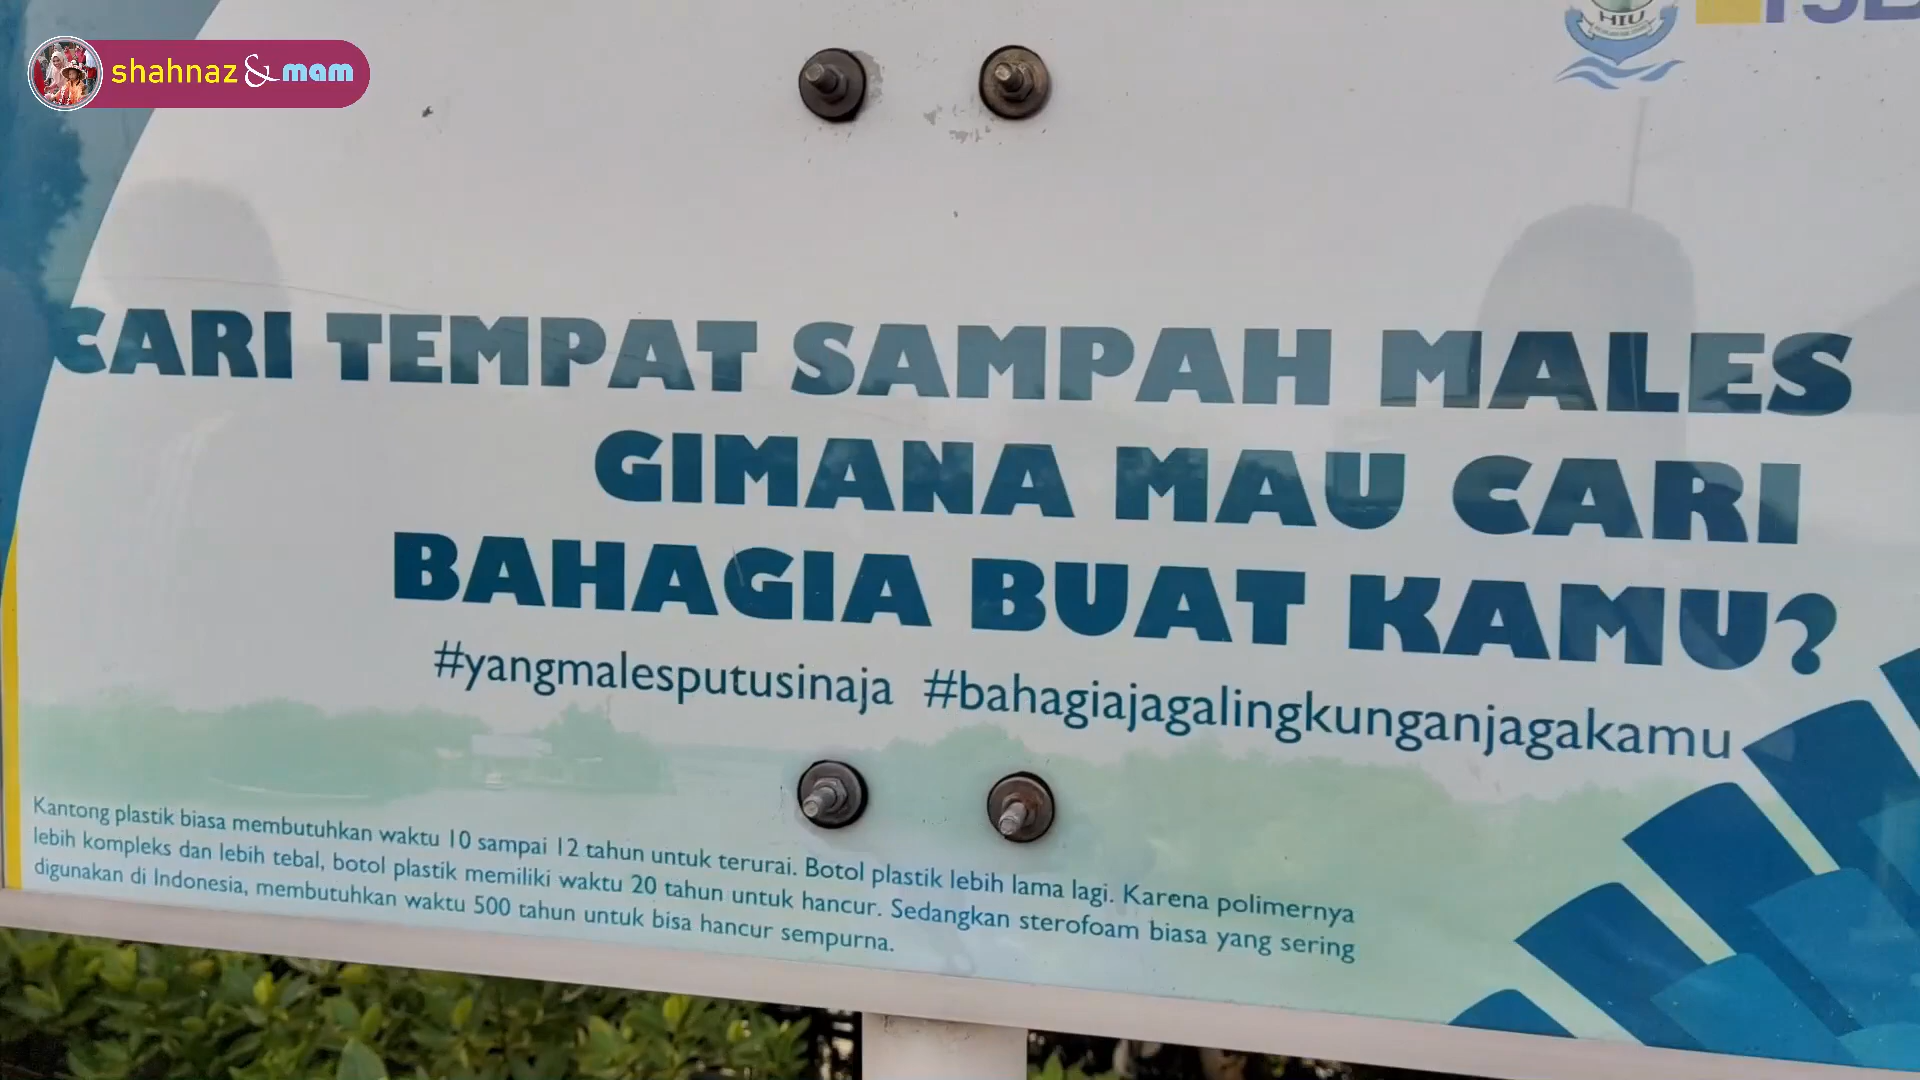 shahnaz & mam
HIU
CARI TEMPAT SAMPAH MALES
GIMANA MAU CARI
BAHAGIA BUAT KAMU?
#yangmalesputusinaja #bahagiajagalingkunganjagakamu
Kantong plastik biasa membutuhkan waktu 10 sampai 12 tahun untuk terurai. Botol plastik lebih lama lagi. Karena polimernya
lebih kompleks dan lebih tebal, botol plastik memiliki waktu 20 tahun untuk hancur. Sedangkan sterofoam biasa yang sering
digunakan di Indonesia, membutuhkan waktu 500 tahun untuk bisa hancur sempurna.